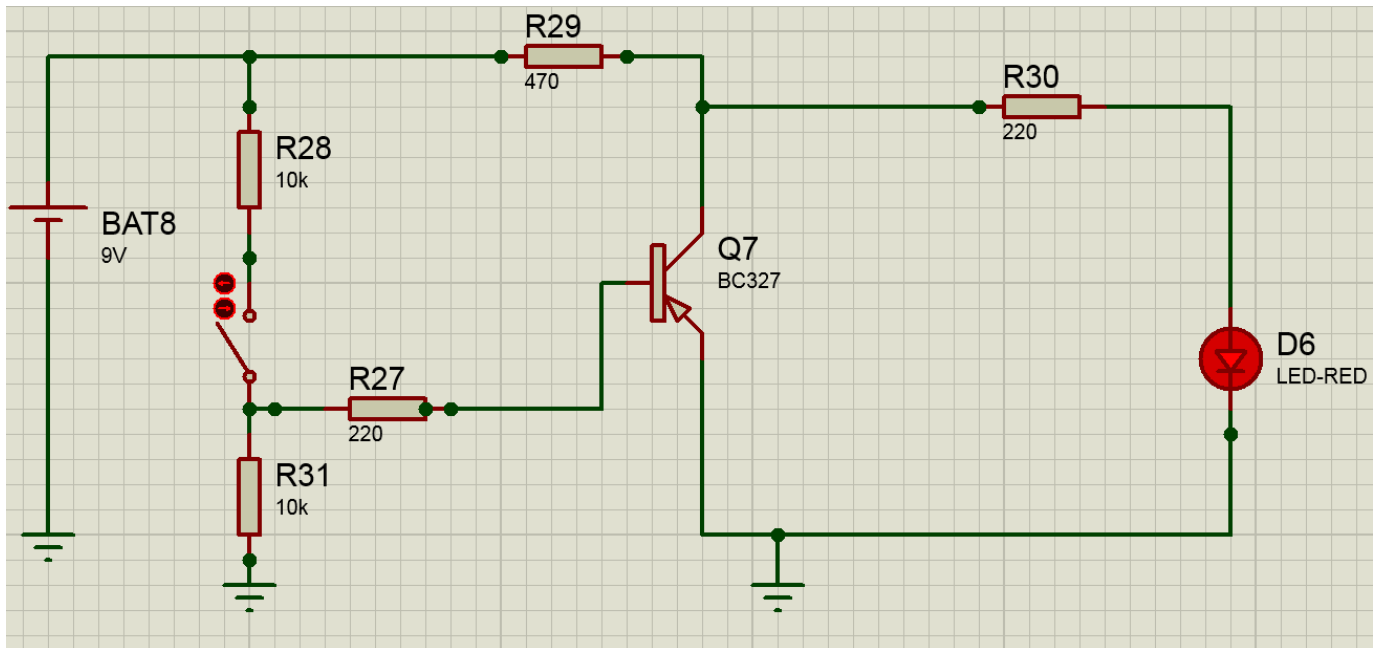 R29
470
R30
220
R28
10k
BAT8
9V
Q7
BC327
D6
LED-RED
R27
220
R31
10k